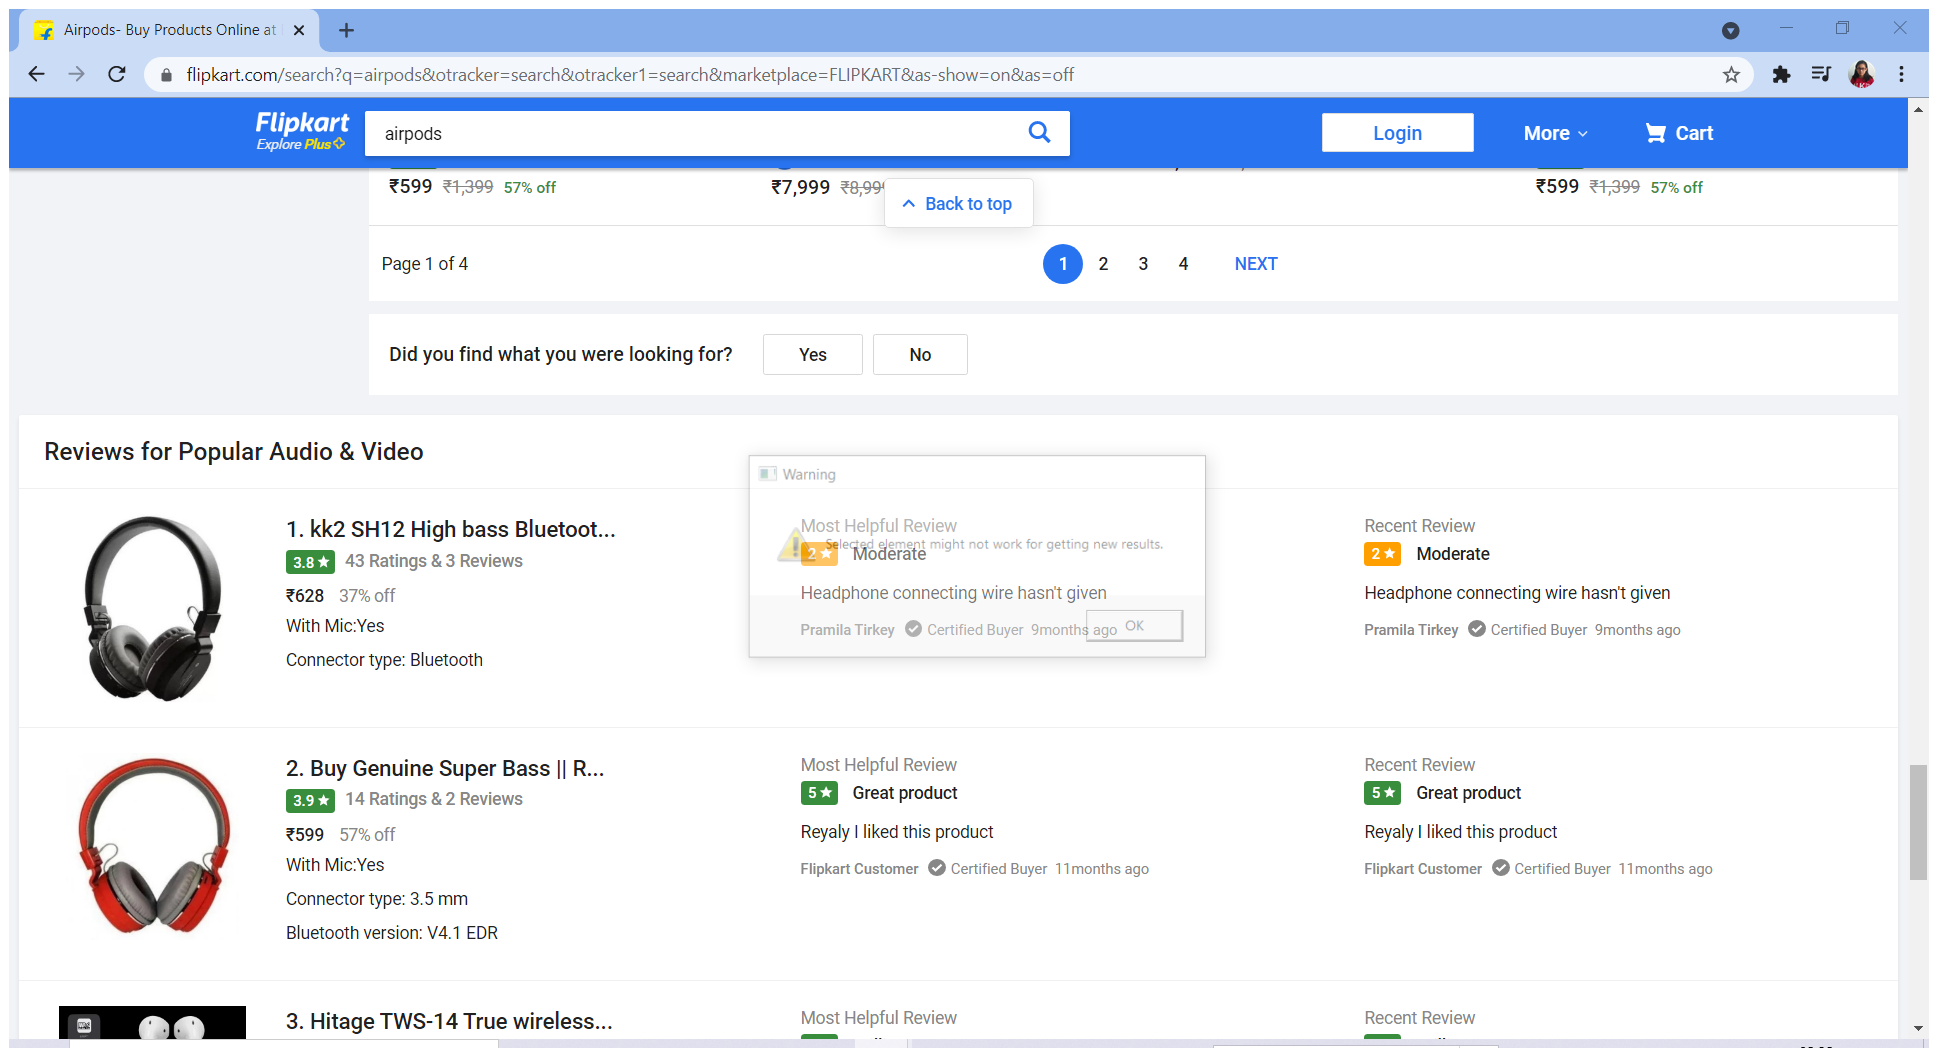 Airpods- Buy Products Online at
flipkart.com/search?q=airpods&otracker=search&otracker1=search&marketplace=FLIPKART&as-show=on&as=off
Flipkart
Explore Plus
airpods
Login
More
Cart
₹599 ₹1,399 57% off
₹7,999 ₹8,999
₹599 ₹1,399 57% off
Back to top
Page 1 of 4
1 2 3 4 NEXT
Did you find what you were looking for?
Yes
No
Reviews for Popular Audio & Video
Warning
Selected element might not work for getting new results.
OK
1. kk2 SH12 High bass Bluetoot...
3.8★ 43 Ratings & 3 Reviews
₹628 37% off
With Mic:Yes
Connector type: Bluetooth
Most Helpful Review
2★ Moderate
Headphone connecting wire hasn't given
Pramila Tirkey Certified Buyer 9months ago
Recent Review
2★ Moderate
Headphone connecting wire hasn't given
Pramila Tirkey Certified Buyer 9months ago
2. Buy Genuine Super Bass || R...
3.9★ 14 Ratings & 2 Reviews
₹599 57% off
With Mic:Yes
Connector type: 3.5 mm
Bluetooth version: V4.1 EDR
Most Helpful Review
5★ Great product
Reyaly I liked this product
Flipkart Customer Certified Buyer 11months ago
Recent Review
5★ Great product
Reyaly I liked this product
Flipkart Customer Certified Buyer 11months ago
3. Hitage TWS-14 True wireless...
Most Helpful Review
Recent Review